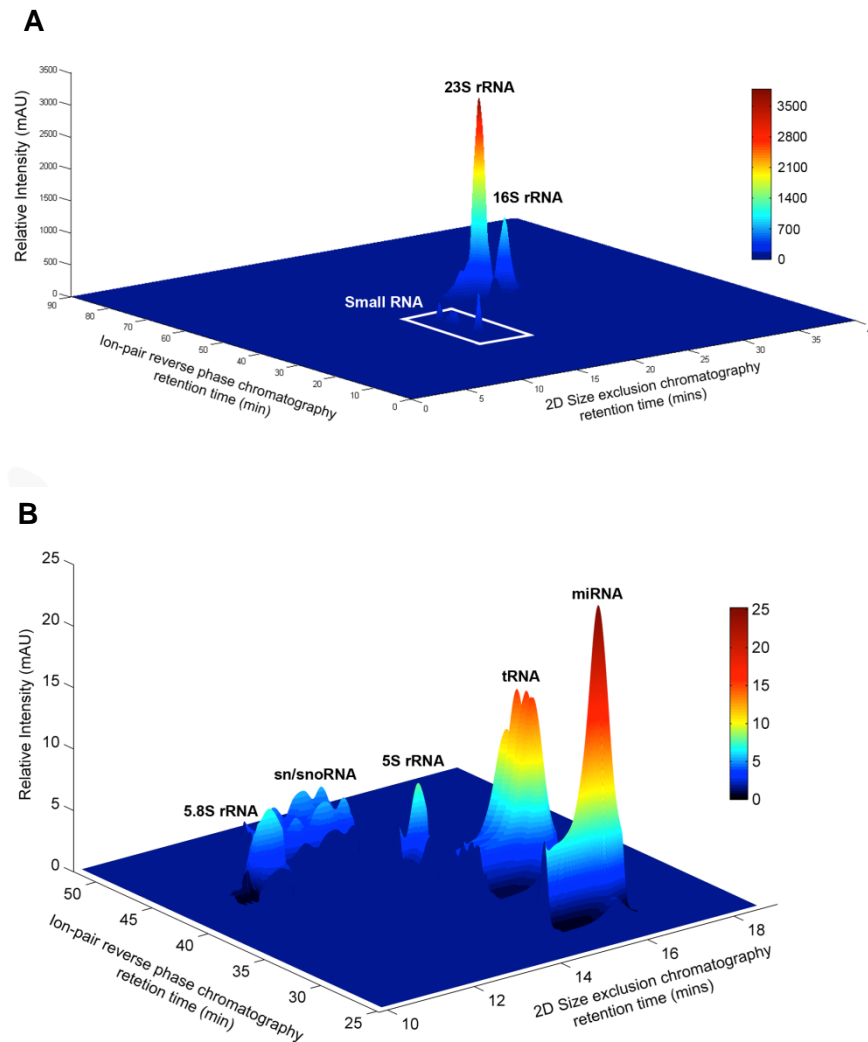 A
3500
3000
2500
2000
1500
1000
500
0
Relative Intensity (mAU)
23S rRNA
16S rRNA
Small RNA
3500
2800
2100
1400
700
0
90
80
70
60
50
40
30
20
10
0
Ion-pair reverse phase chromatography
retention time (min)
0
5
10
15
20
25
30
35
2D Size exclusion chromatography
retention time (mins)
B
25
20
15
10
5
0
Relative Intensity (mAU)
miRNA
tRNA
5S rRNA
sn/snoRNA
5.8S rRNA
25
20
15
10
5
0
50
45
40
35
30
25
Ion-pair reverse phase chromatography
retetion time (min)
10
12
14
16
18
2D Size exclusion chromatography
retention time (mins)